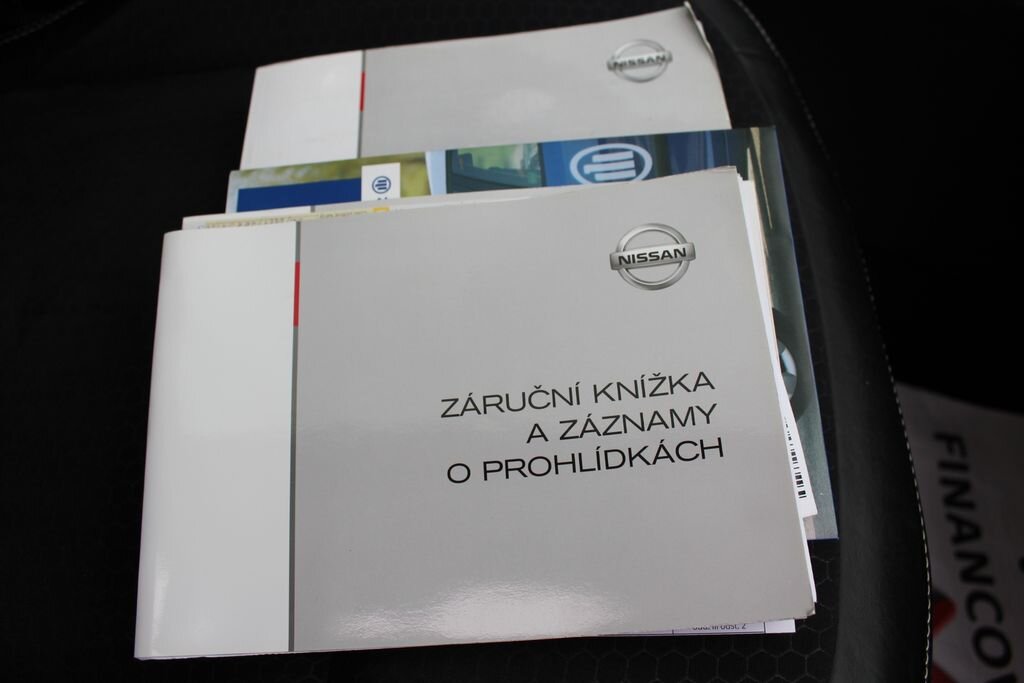 NISSAN
NISSAN
ZÁRUČNÍ KNÍŽKA
A ZÁZNAMY
O PROHLÍDKÁCH
FINANCO